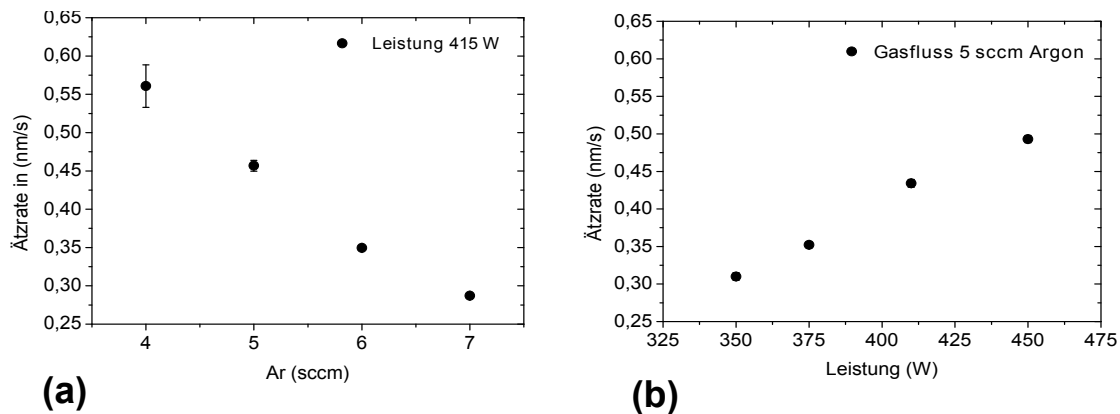 0,65
0,60
0,55
0,50
0,45
0,40
0,35
0,30
0,25
Ätzrate in (nm/s)
Leistung 415 W
4 5 6 7
Ar (sccm)
(a)
0,65
0,60
0,55
0,50
0,45
0,40
0,35
0,30
0,25
Ätzrate (nm/s)
Gasfluss 5 sccm Argon
325 350 375 400 425 450 475
Leistung (W)
(b)